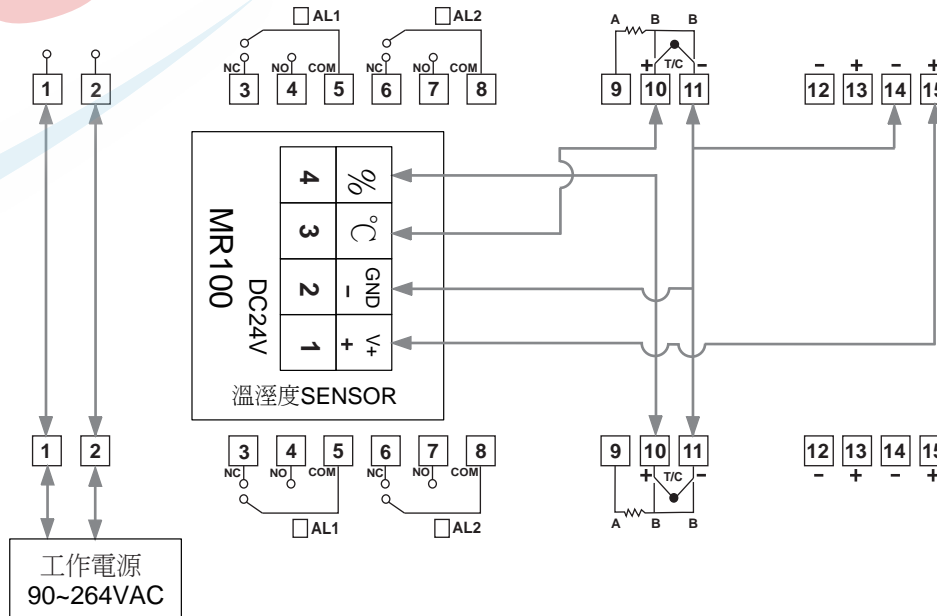 AL1 AL2 A B B
NC NO COM NC NO COM + T/C - - + - +
1 2 3 4 5 6 7 8 9 10 11 12 13 14 15
4 %
3 ℃
2 - GND
1 + V+
MR100
DC24V
溫溼度SENSOR
1 2 3 4 5 6 7 8 9 10 11 12 13 14 15
NC NO COM NC NO COM + T/C - - + - +
AL1 AL2 A B B
工作電源
90~264VAC